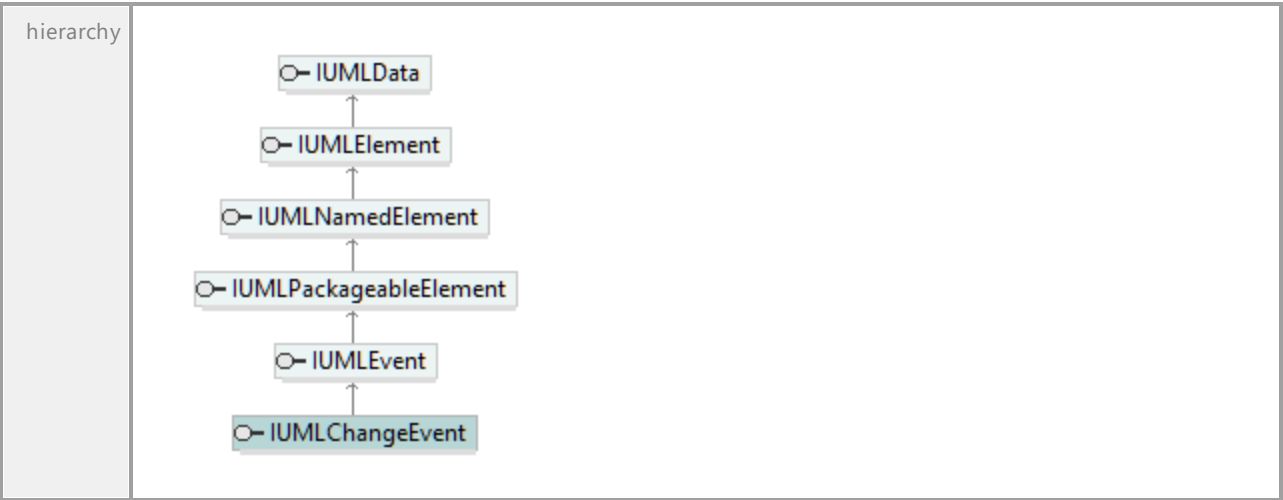 hierarchy
IUMLData
IUMLElement
IUMLNamedElement
IUMLPackageableElement
IUMLEvent
IUMLChangeEvent